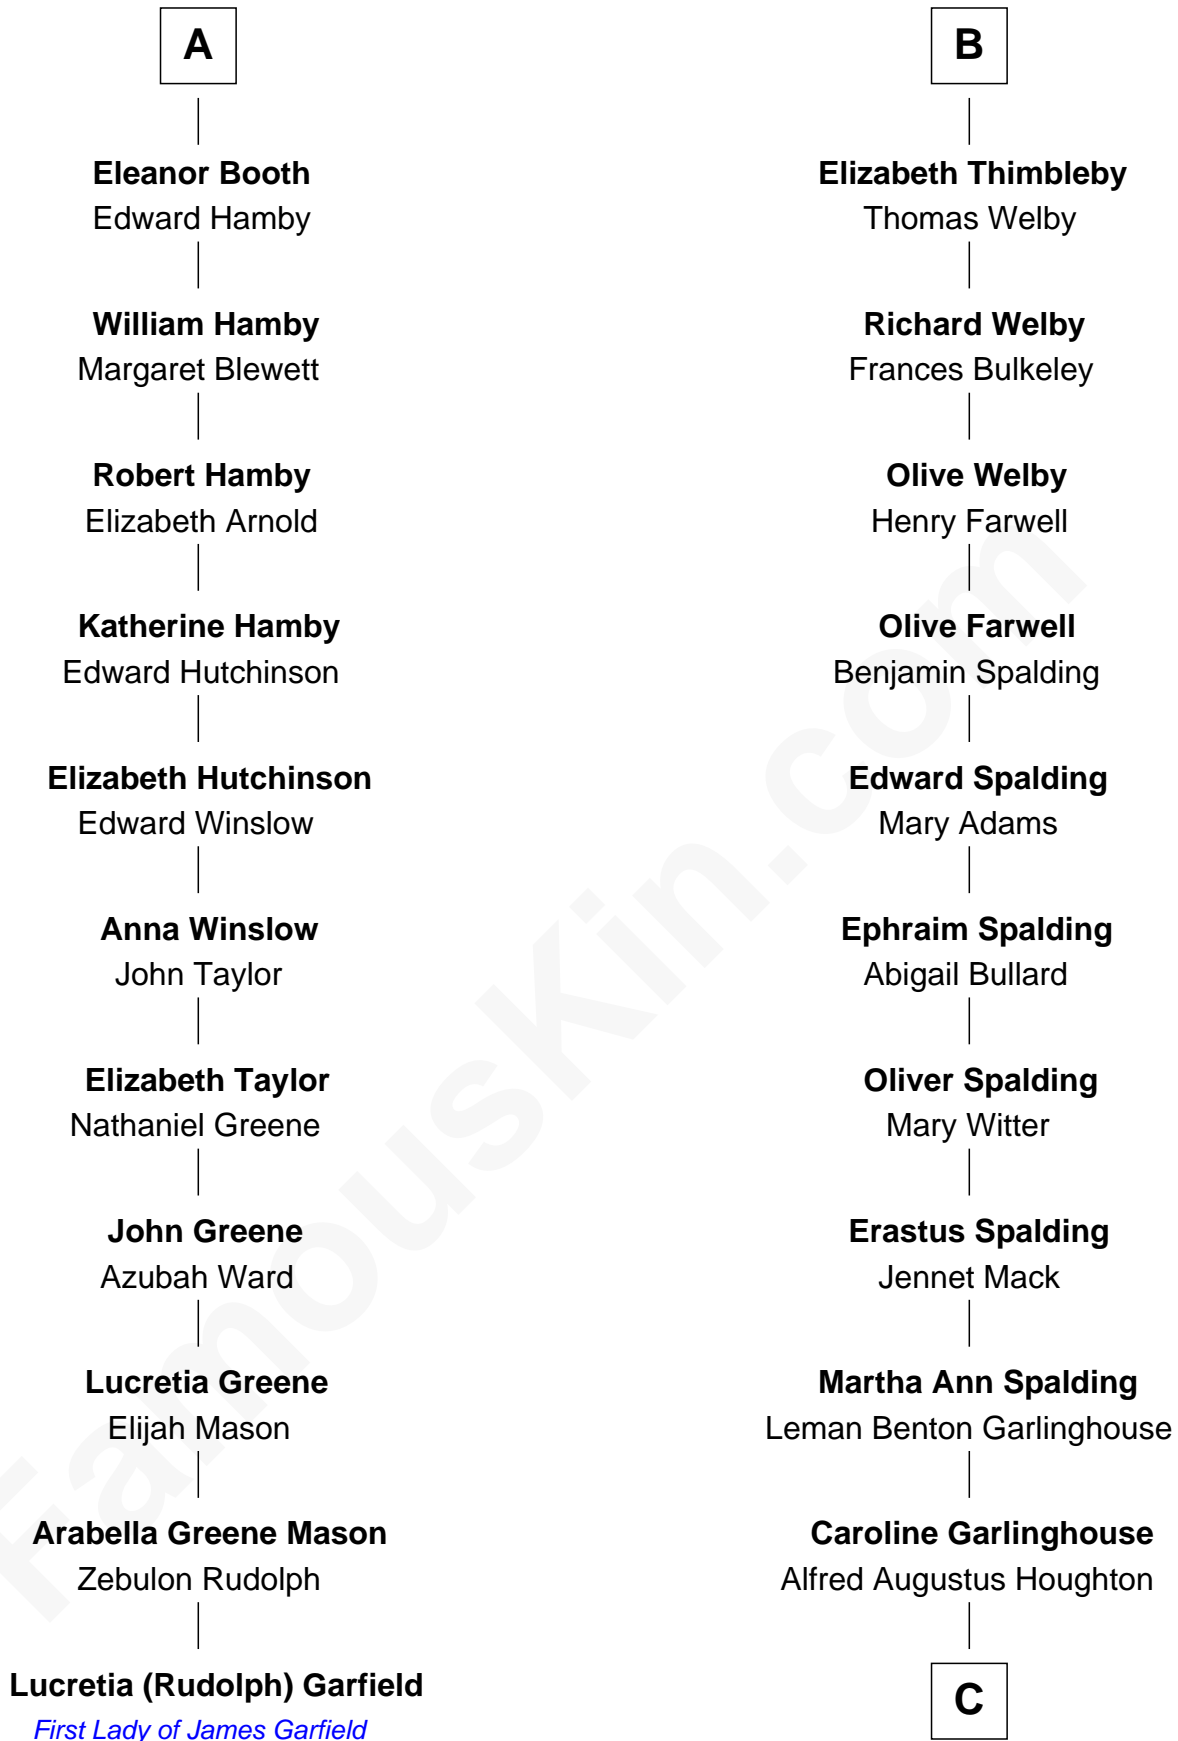 A
Eleanor Booth
Edward Hamby
William Hamby
Margaret Blewett
Robert Hamby
Elizabeth Arnold
Katherine Hamby
Edward Hutchinson
Elizabeth Hutchinson
Edward Winslow
Anna Winslow
John Taylor
Elizabeth Taylor
Nathaniel Greene
John Greene
Azubah Ward
Lucretia Greene
Elijah Mason
Arabella Greene Mason
Zebulon Rudolph
Lucretia (Rudolph) Garfield
First Lady of James Garfield
B
Elizabeth Thimbleby
Thomas Welby
Richard Welby
Frances Bulkeley
Olive Welby
Henry Farwell
Olive Farwell
Benjamin Spalding
Edward Spalding
Mary Adams
Ephraim Spalding
Abigail Bullard
Oliver Spalding
Mary Witter
Erastus Spalding
Jennet Mack
Martha Ann Spalding
Leman Benton Garlinghouse
Caroline Garlinghouse
Alfred Augustus Houghton
C
FamousKin.com